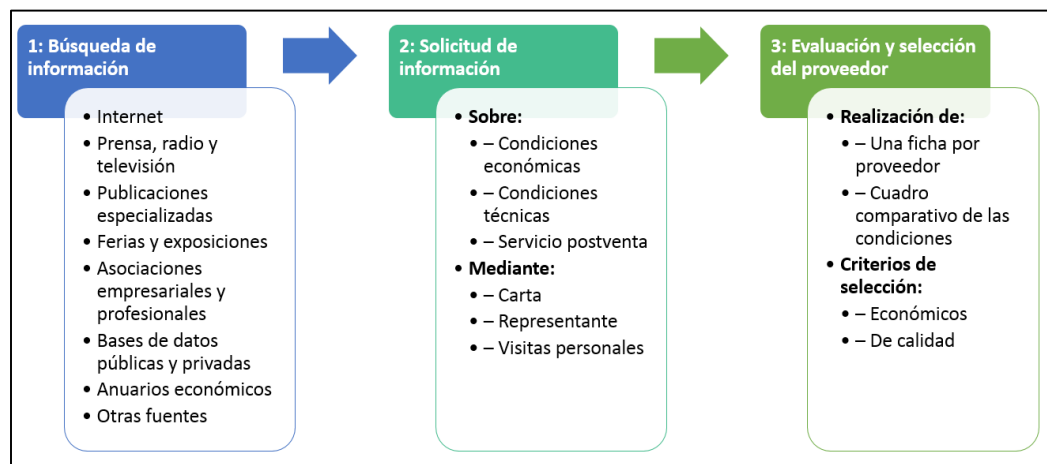 1: Búsqueda de
información
• Internet
• Prensa, radio y
televisión
• Publicaciones
especializadas
• Ferias y exposiciones
• Asociaciones
empresariales y
profesionales
• Bases de datos
públicas y privadas
• Anuarios económicos
• Otras fuentes
2: Solicitud de
información
• Sobre:
• – Condiciones
económicas
• – Condiciones
técnicas
• – Servicio postventa
• Mediante:
• – Carta
• – Representante
• – Visitas personales
3: Evaluación y selección
del proveedor
• Realización de:
• – Una ficha por
proveedor
• – Cuadro
comparativo de las
condiciones
• Criterios de
selección:
• – Económicos
• – De calidad